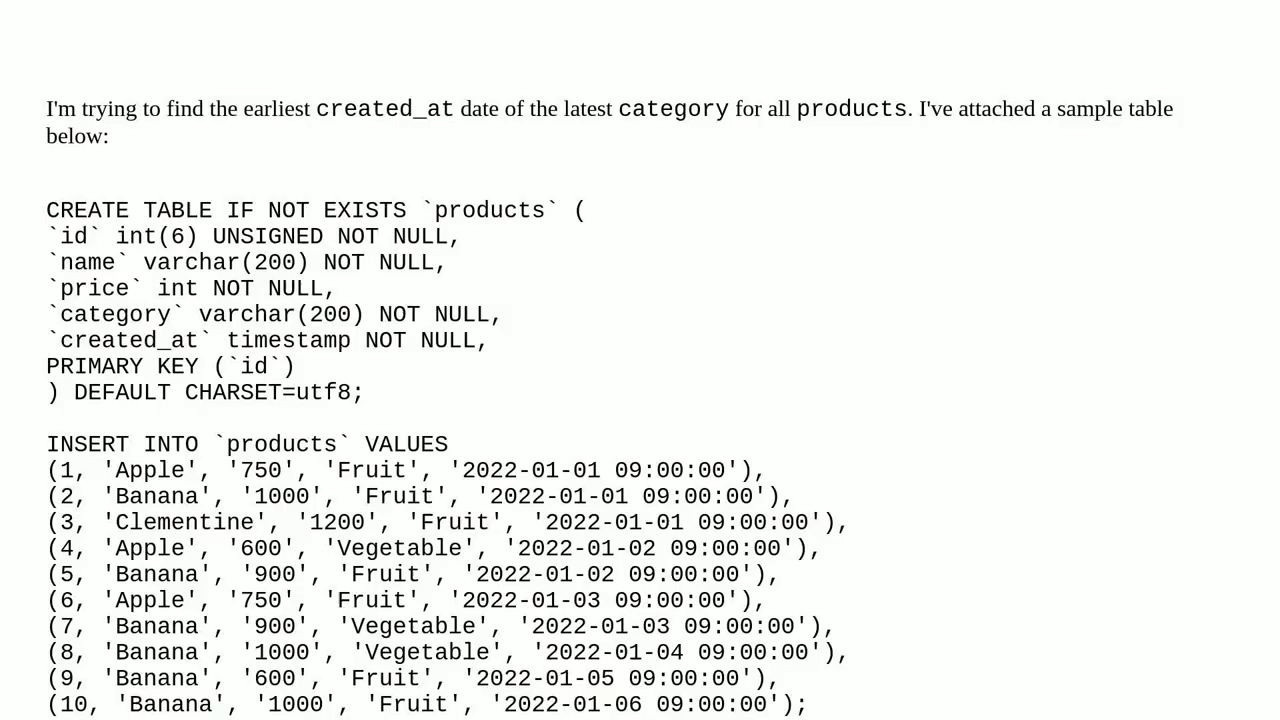 I'm trying to find the earliest created_at date of the latest category for all products. I've attached a sample table
below:
CREATE TABLE IF NOT EXISTS `products` (
`id` int(6) UNSIGNED NOT NULL,
`name` varchar(200) NOT NULL,
`price` int NOT NULL,
`category` varchar(200) NOT NULL,
`created_at` timestamp NOT NULL,
PRIMARY KEY (`id`)
) DEFAULT CHARSET=utf8;
INSERT INTO `products` VALUES
(1, 'Apple', '750', 'Fruit', '2022-01-01 09:00:00'),
(2, 'Banana', '1000', 'Fruit', '2022-01-01 09:00:00'),
(3, 'Clementine', '1200', 'Fruit', '2022-01-01 09:00:00'),
(4, 'Apple', '600', 'Vegetable', '2022-01-02 09:00:00'),
(5, 'Banana', '900', 'Fruit', '2022-01-02 09:00:00'),
(6, 'Apple', '750', 'Fruit', '2022-01-03 09:00:00'),
(7, 'Banana', '900', 'Vegetable', '2022-01-03 09:00:00'),
(8, 'Banana', '1000', 'Vegetable', '2022-01-04 09:00:00'),
(9, 'Banana', '600', 'Fruit', '2022-01-05 09:00:00'),
(10, 'Banana', '1000', 'Fruit', '2022-01-06 09:00:00');